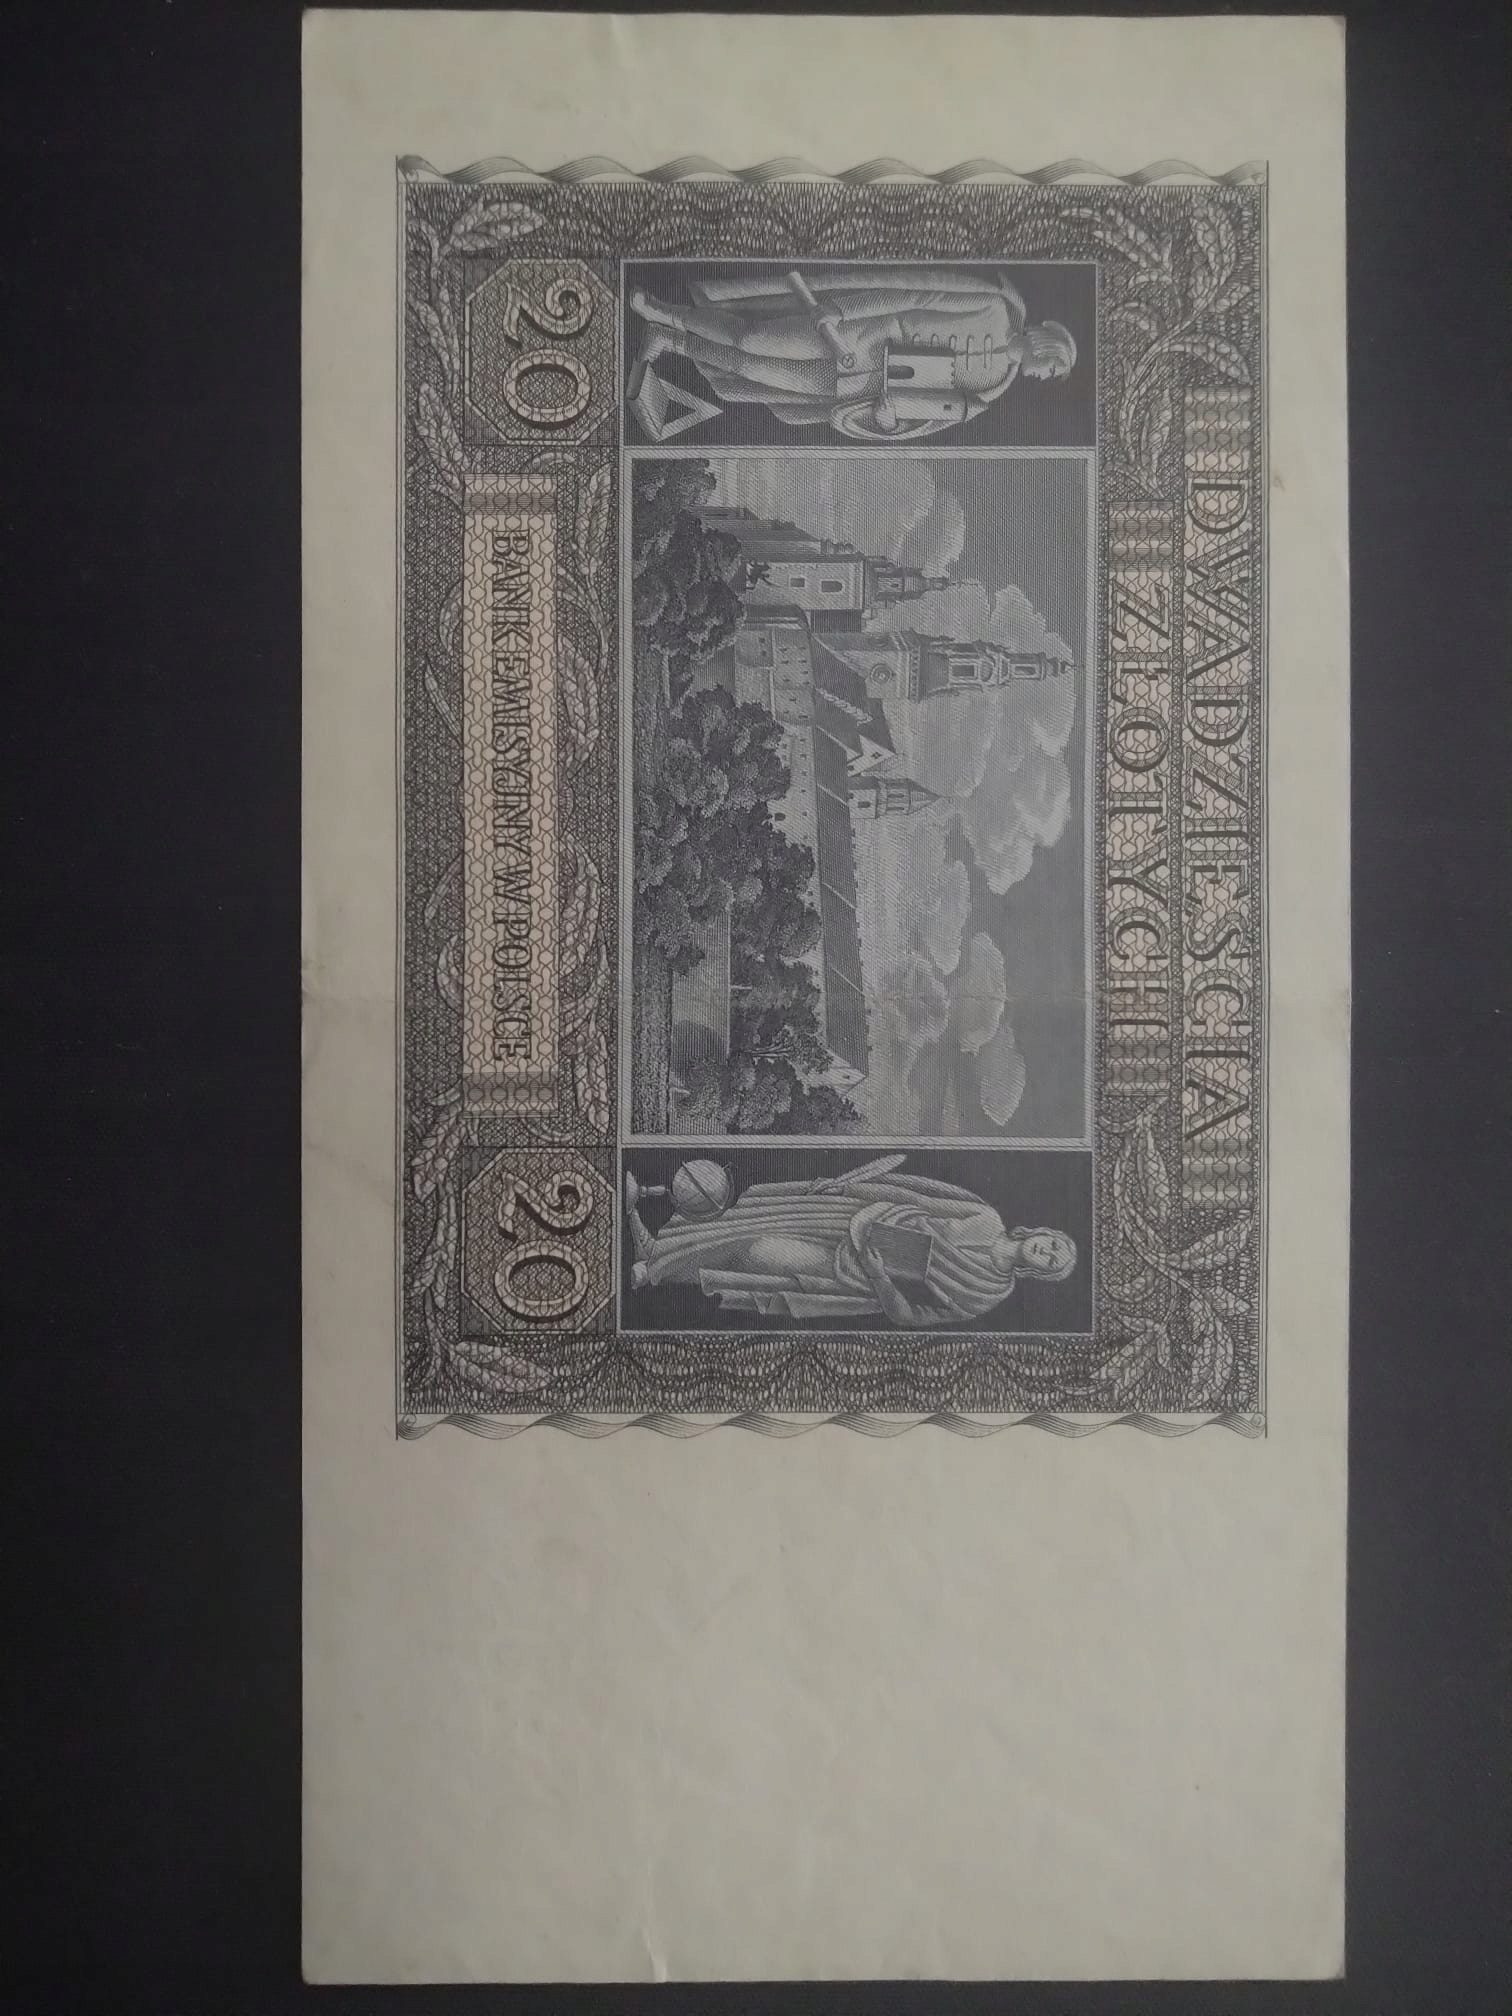 DWADZIEŚCIA
ZŁOTYCH
20 BANK EMISYJNY W POLSCE 20